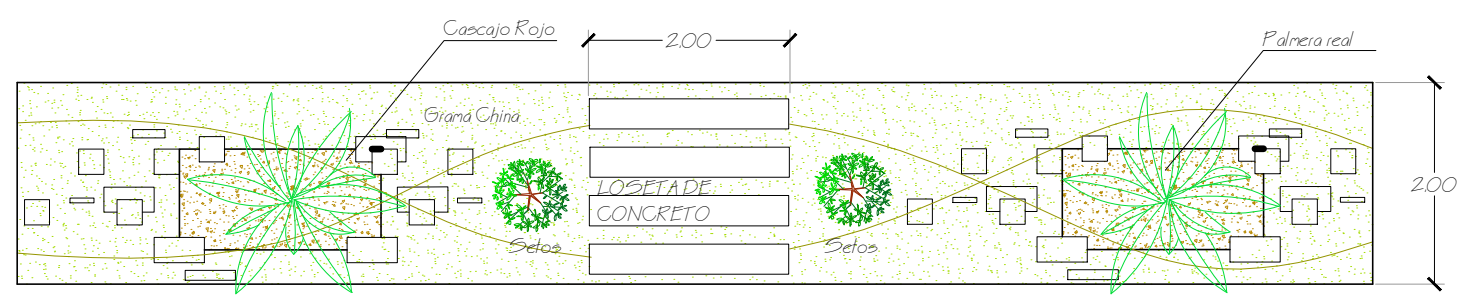 Cascajo Rojo
2.00
Palmera real
Grama China
2.00
LOSETA DE
CONCRETO
Setos
Setos